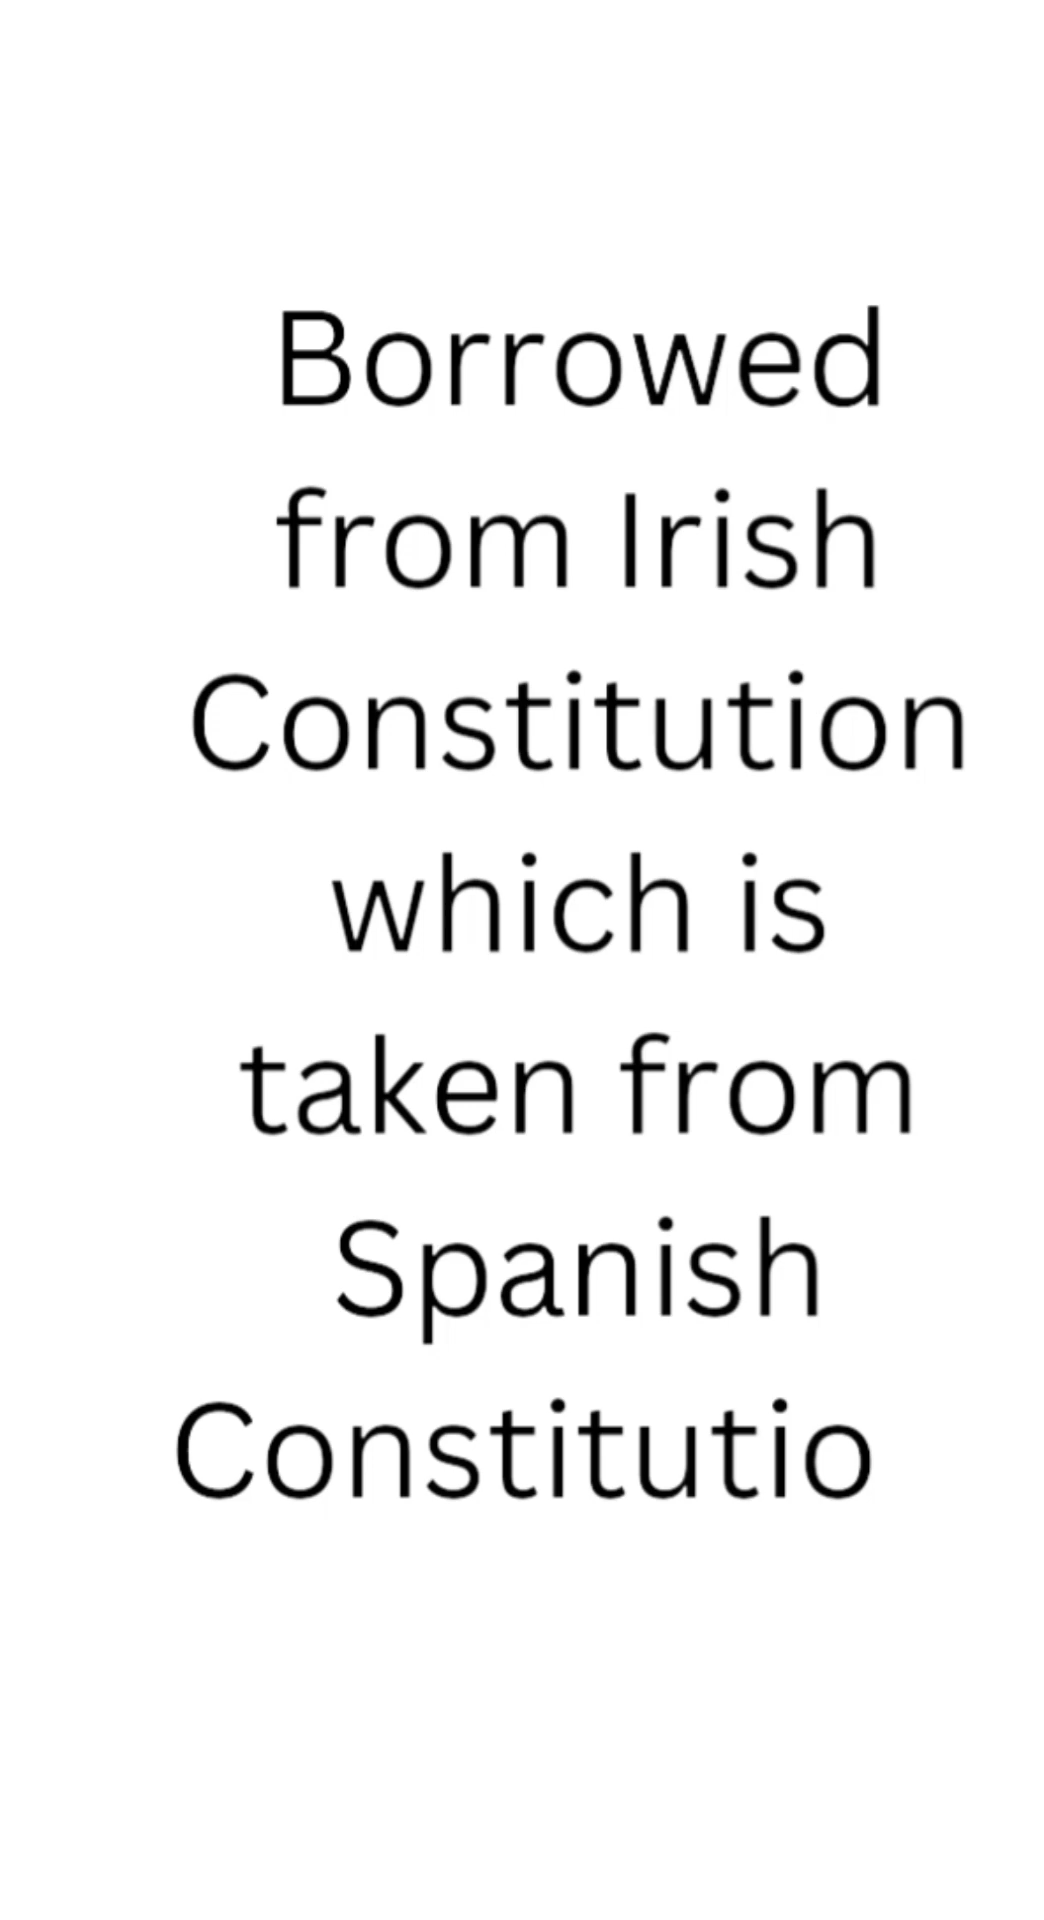 Borrowed
from Irish
Constitution
which is
taken from
Spanish
Constitutio